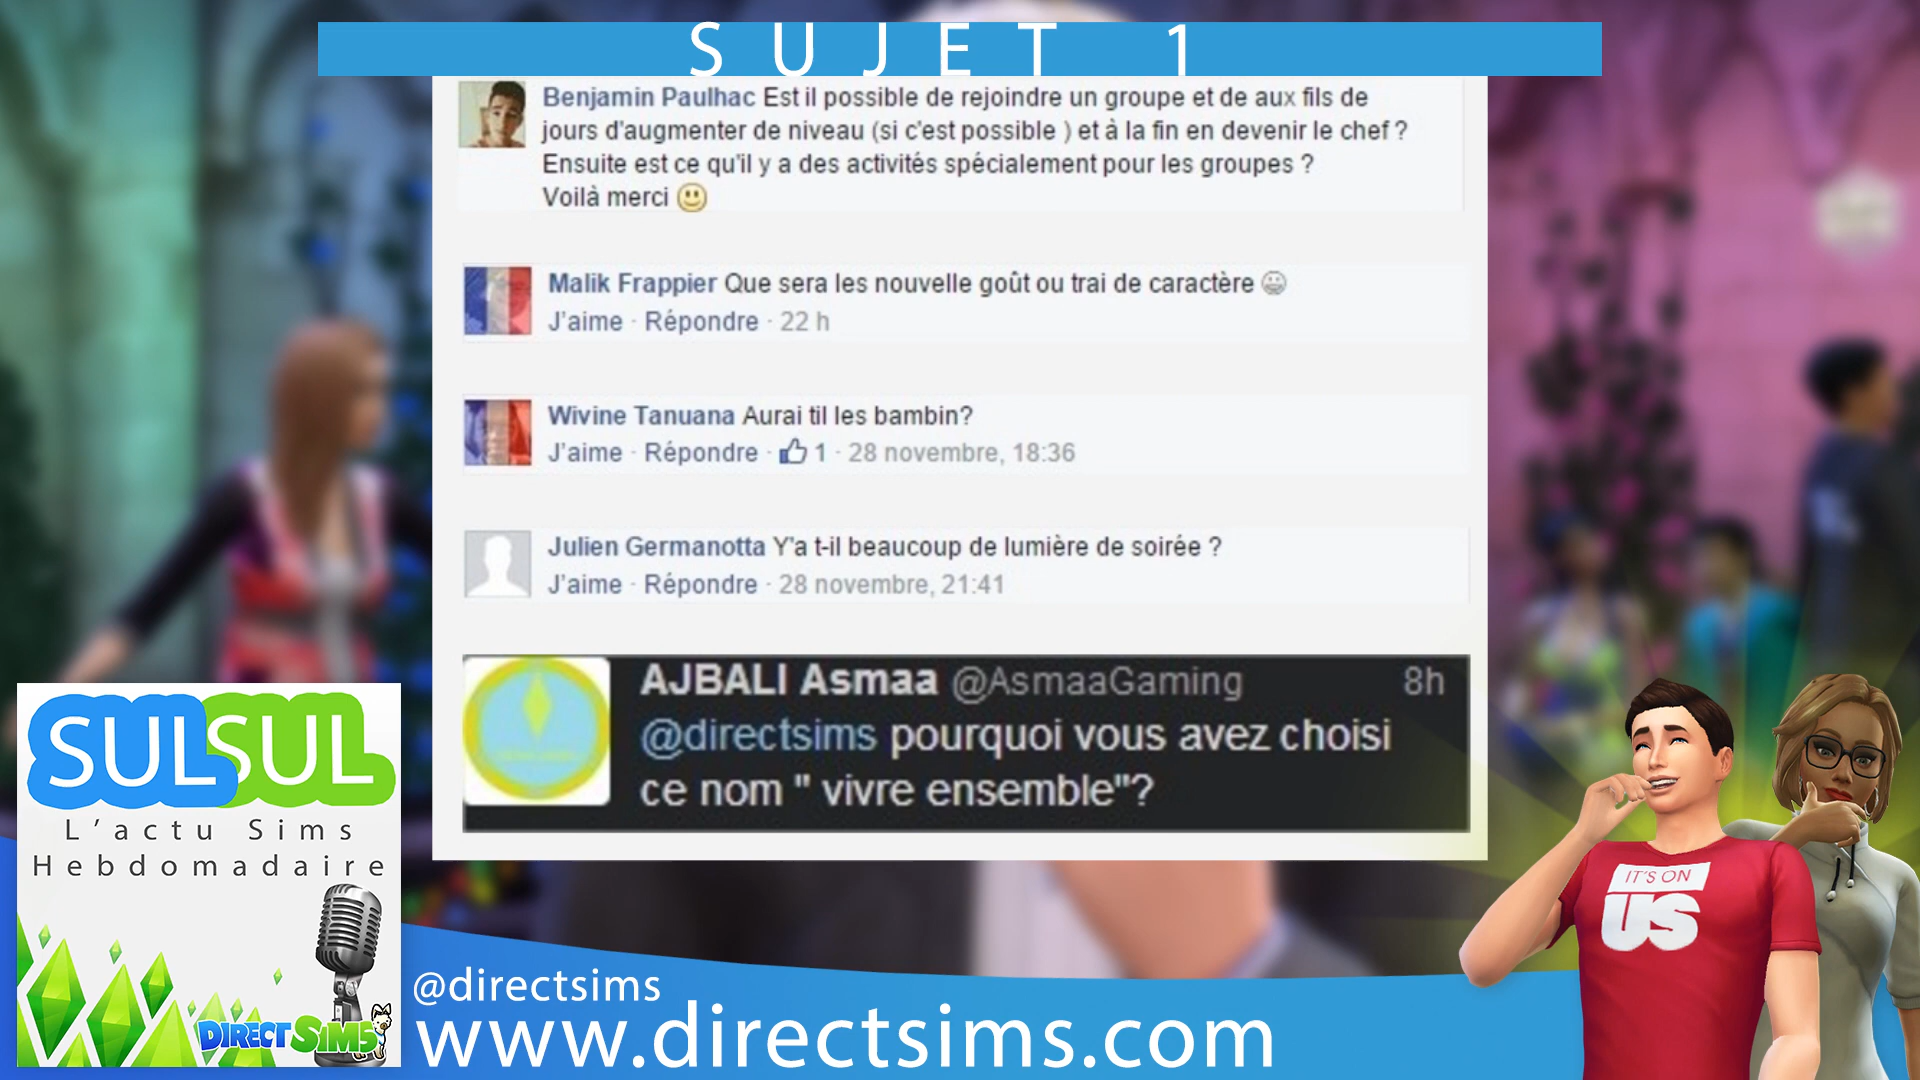 SUJET 1
Benjamin Paulhac Est il possible de rejoindre un groupe et de aux fils de
jours d'augmenter de niveau (si c'est possible ) et à la fin en devenir le chef ?
Ensuite est ce qu'il y a des activités spécialement pour les groupes ?
Voilà merci
Malik Frappier Que sera les nouvelle goût ou trai de caractère
J'aime · Répondre · 22 h
Wivine Tanuana Aurai til les bambin?
J'aime · Répondre · 1 · 28 novembre, 18:36
Julien Germanotta Y'a t-il beaucoup de lumière de soirée ?
J'aime · Répondre · 28 novembre, 21:41
AJBALI Asmaa @AsmaaGaming 8h
@directsims pourquoi vous avez choisi
ce nom " vivre ensemble"?
SULSUL
L'actu Sims
Hebdomadaire
DIRECT SIMS
IT'S ON
US
@directsims
www.directsims.com